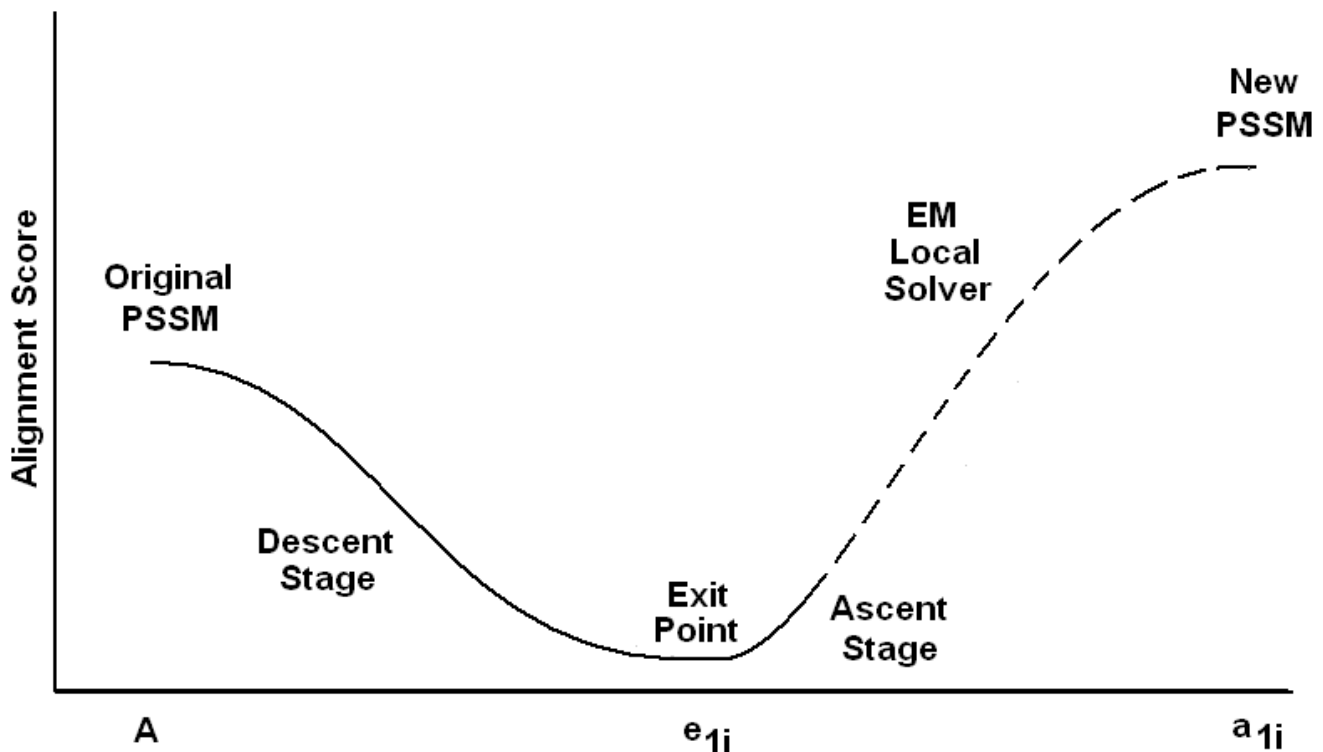 New
PSSM
EM
Local
Solver
Original
PSSM
Alignment Score
Descent
Stage
Exit
Point
Ascent
Stage
A
e1i
a1i